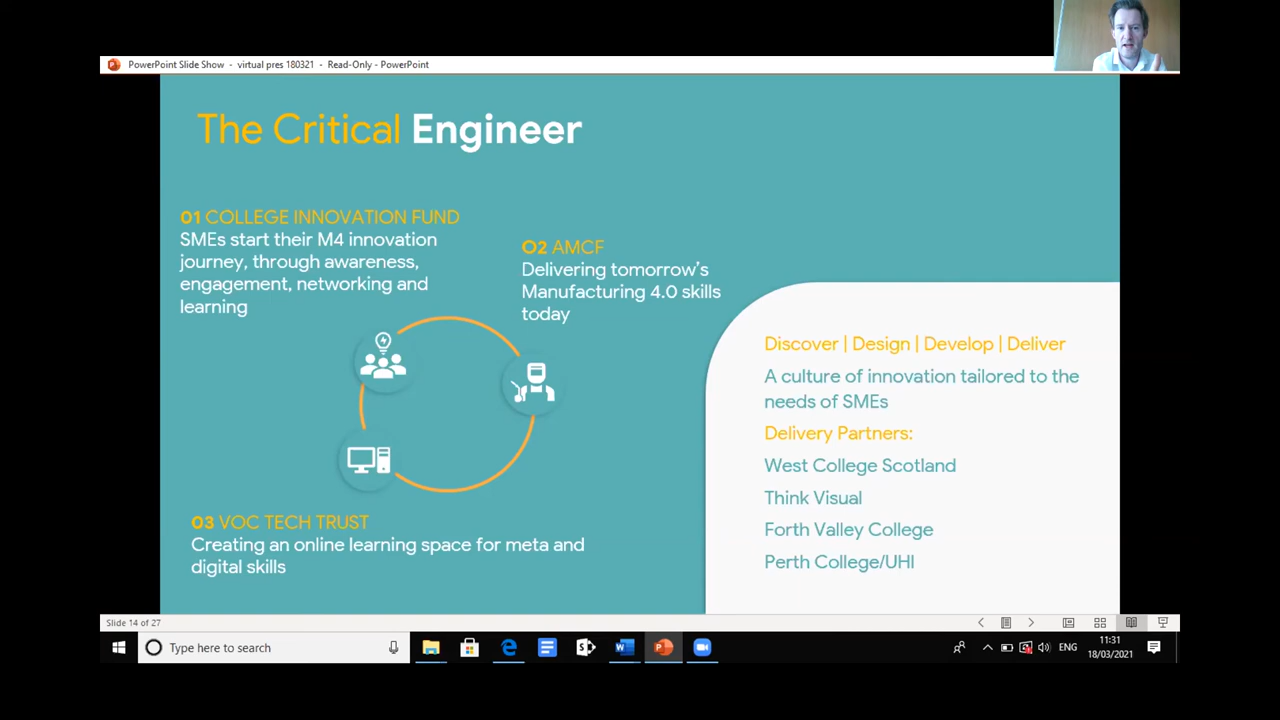 PowerPoint Slide Show - virtual pres 180321 - Read-Only - PowerPoint
The Critical Engineer
01 COLLEGE INNOVATION FUND
SMEs start their M4 innovation
journey, through awareness,
engagement, networking and
learning
02 AMCF
Delivering tomorrow's
Manufacturing 4.0 skills
today
03 VOC TECH TRUST
Creating an online learning space for meta and
digital skills
Discover | Design | Develop | Deliver
A culture of innovation tailored to the
needs of SMEs
Delivery Partners:
West College Scotland
Think Visual
Forth Valley College
Perth College/UHI
Slide 14 of 27
Type here to search
ENG
11:31
18/03/2021